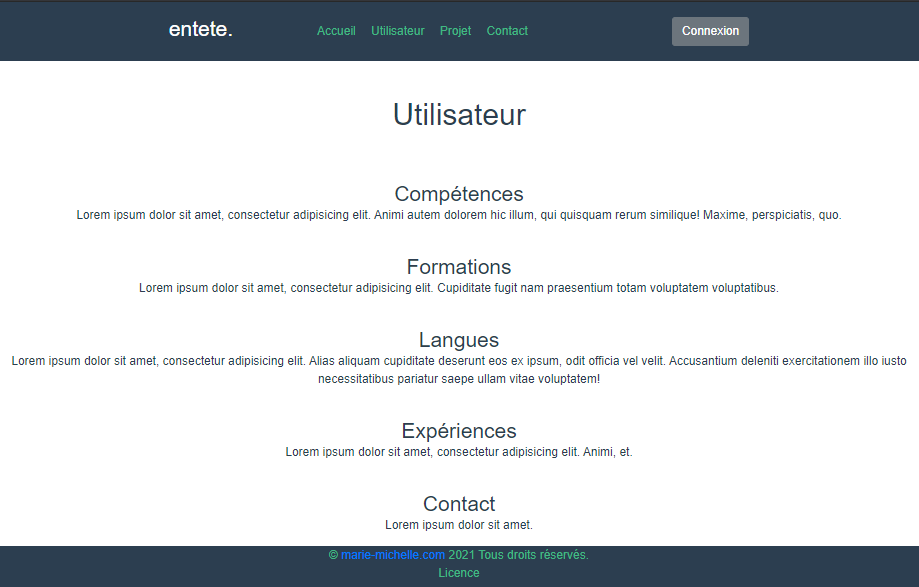 entete.
Accueil Utilisateur Projet Contact
Connexion
Utilisateur
Compétences
Lorem ipsum dolor sit amet, consectetur adipisicing elit. Animi autem dolorem hic illum, qui quisquam rerum similique! Maxime, perspiciatis, quo.
Formations
Lorem ipsum dolor sit amet, consectetur adipisicing elit. Cupiditate fugit nam praesentium totam voluptatem voluptatibus.
Langues
Lorem ipsum dolor sit amet, consectetur adipisicing elit. Alias aliquam cupiditate deserunt eos ex ipsum, odit officia vel velit. Accusantium deleniti exercitationem illo iusto
necessitatibus pariatur saepe ullam vitae voluptatem!
Expériences
Lorem ipsum dolor sit amet, consectetur adipisicing elit. Animi, et.
Contact
Lorem ipsum dolor sit amet.
© marie-michelle.com 2021 Tous droits réservés.
Licence